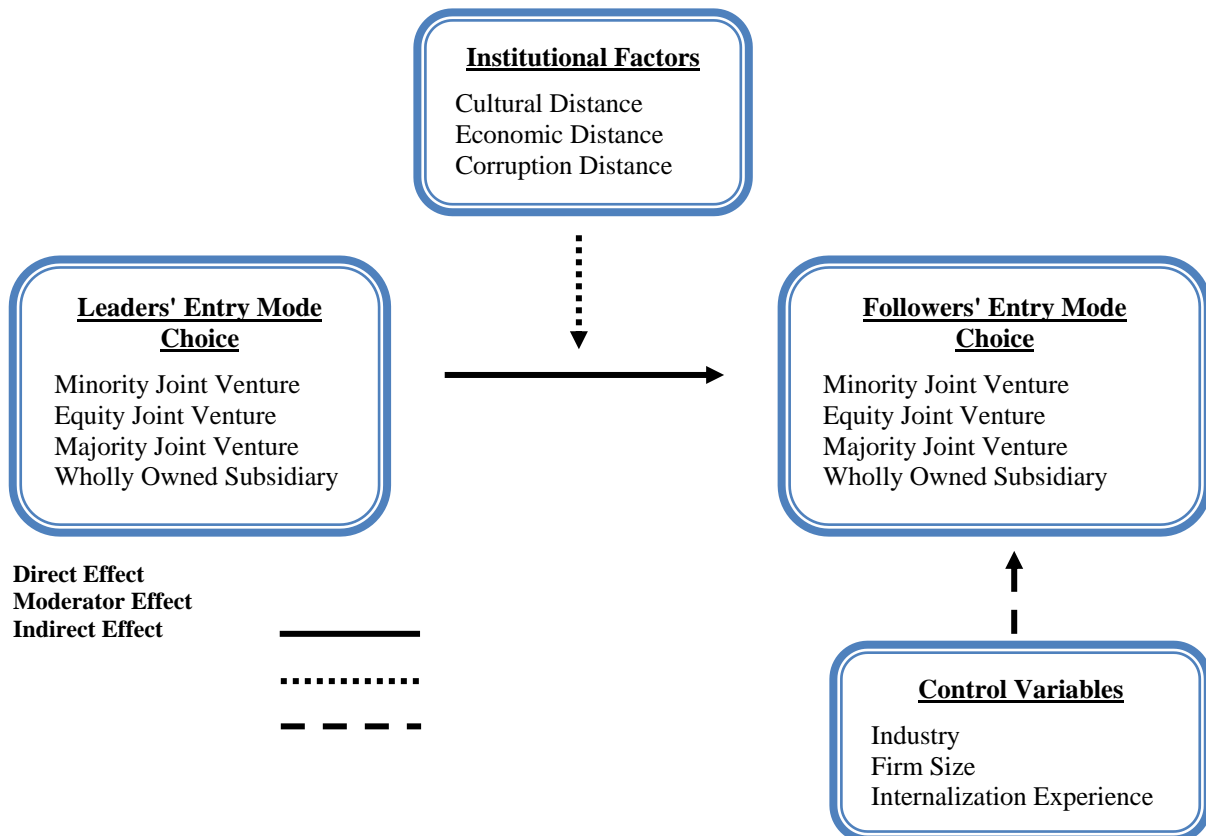 Institutional Factors
Cultural Distance
Economic Distance
Corruption Distance
Leaders' Entry Mode
Choice
Minority Joint Venture
Equity Joint Venture
Majority Joint Venture
Wholly Owned Subsidiary
Followers' Entry Mode
Choice
Minority Joint Venture
Equity Joint Venture
Majority Joint Venture
Wholly Owned Subsidiary
Direct Effect
Moderator Effect
Indirect Effect
Control Variables
Industry
Firm Size
Internalization Experience